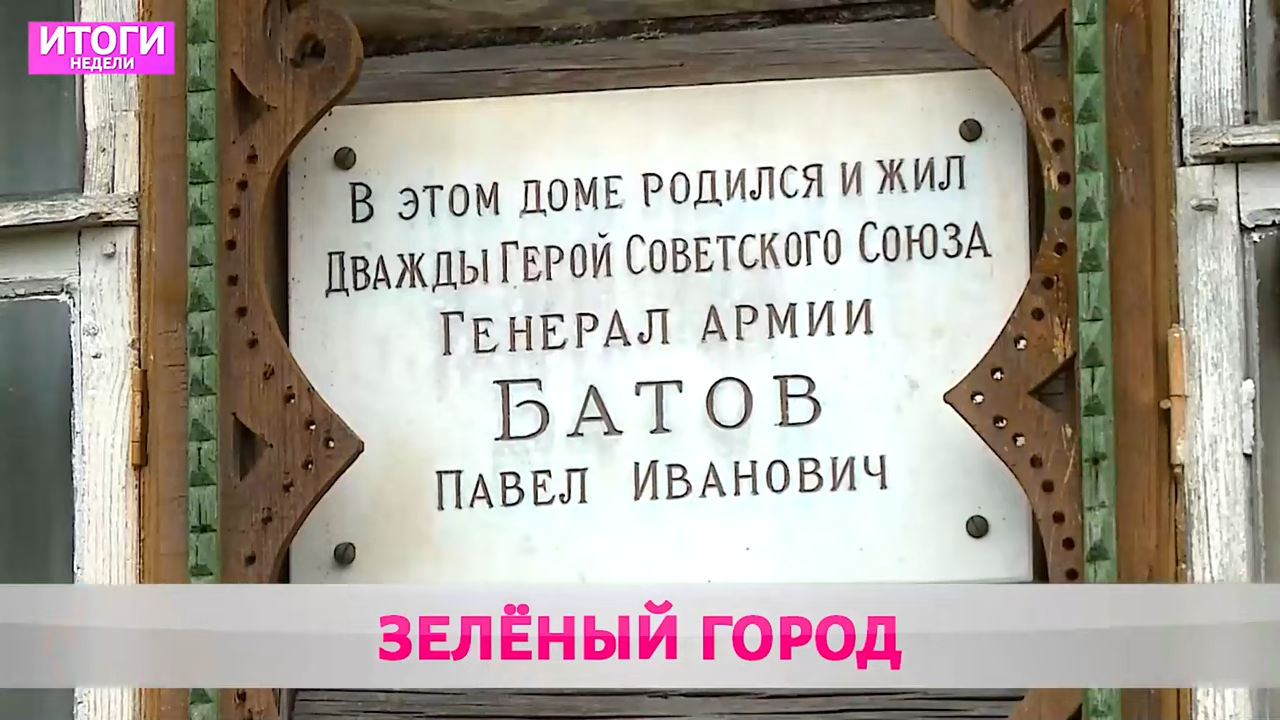 ИТОГИ
НЕДЕЛИ
В ЭТОМ ДОМЕ РОДИЛСЯ И ЖИЛ
ДВАЖДЫ ГЕРОЙ СОВЕТСКОГО СОЮЗА
ГЕНЕРАЛ АРМИИ
БАТОВ
ПАВЕЛ ИВАНОВИЧ
ЗЕЛЁНЫЙ ГОРОД